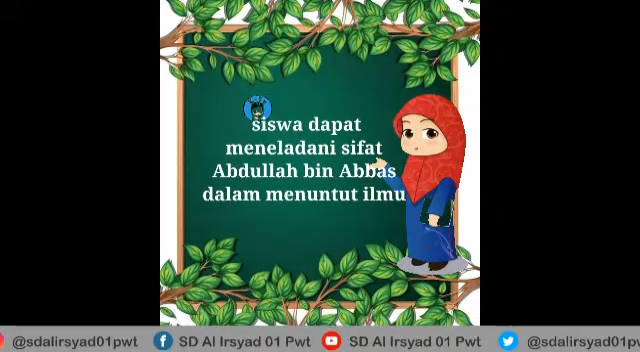 siswa dapat
meneladani sifat
Abdullah bin Abbas
dalam menuntut ilmu
@sdalirsyad01pwt SD Al Irsyad 01 Pwt SD Al Irsyad 01 Pwt @sdalirsyad01p